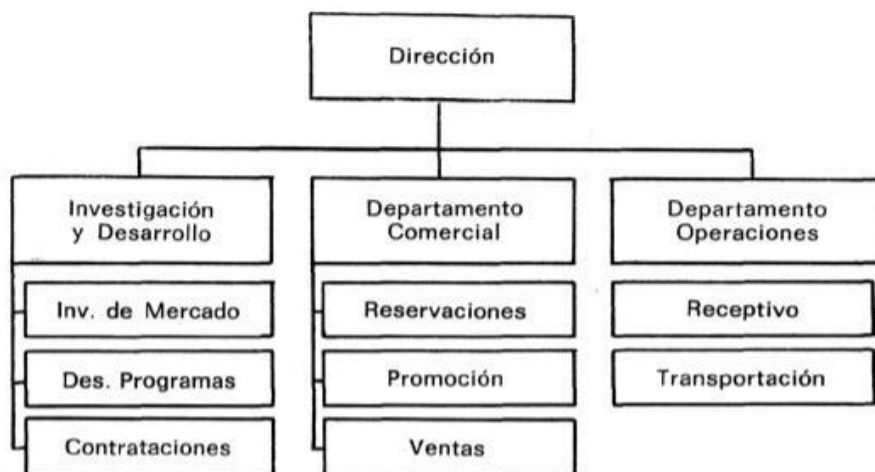 Dirección
Investigación
y Desarrollo
Departamento
Comercial
Departamento
Operaciones
Inv. de Mercado
Reservaciones
Receptivo
Des. Programas
Promoción
Transportación
Contrataciones
Ventas